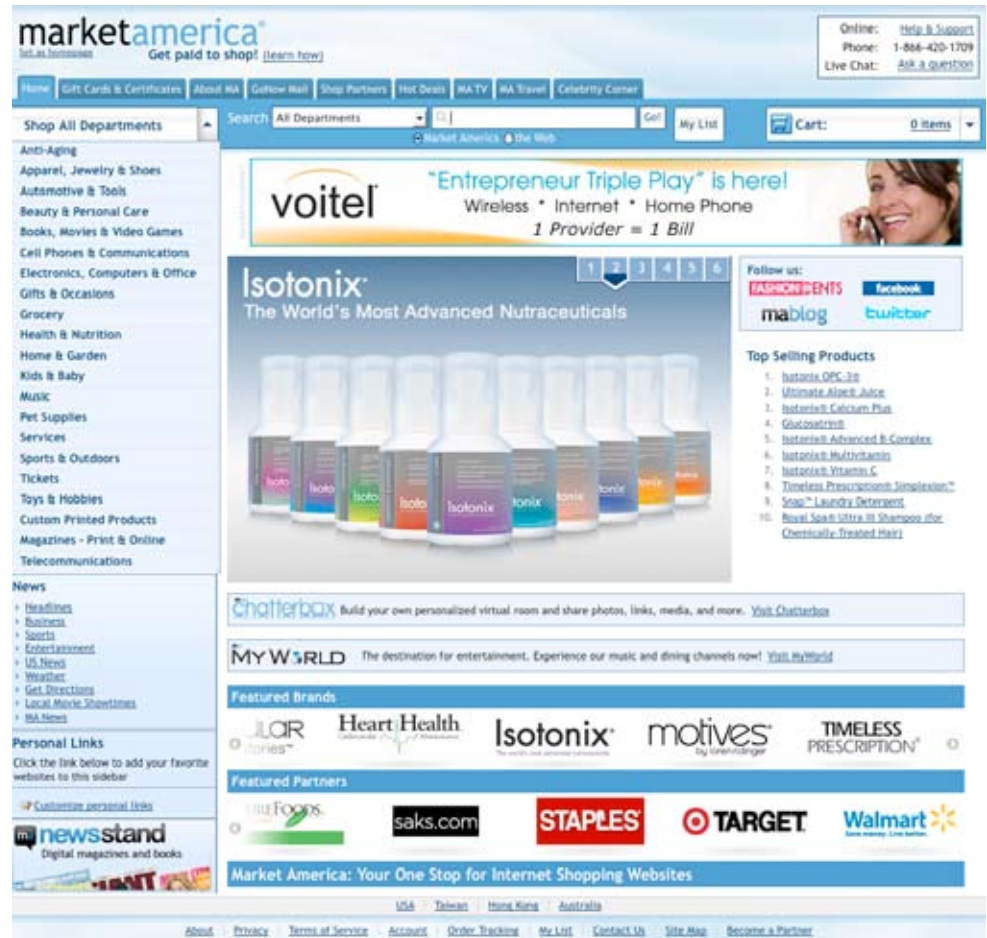 marketamerica®
Set as homepage
Get paid to shop! (learn how)
Online: Help & Support
Phone: 1-866-420-1709
Live Chat: Ask a question
Home
Gift Cards & Certificates
About MA
GoNow Mall
Shop Partners
Hot Deals
MA TV
MA Travel
Celebrity Corner
Shop All Departments
Search
All Departments
Go!
My List
Cart: 0 items
Market America
the Web
Anti-Aging
Apparel, Jewelry & Shoes
Automotive & Tools
Beauty & Personal Care
Books, Movies & Video Games
Cell Phones & Communications
Electronics, Computers & Office
Gifts & Occasions
Grocery
Health & Nutrition
Home & Garden
Kids & Baby
Music
Pet Supplies
Services
Sports & Outdoors
Tickets
Toys & Hobbies
Custom Printed Products
Magazines - Print & Online
Telecommunications
News
Headlines
Business
Sports
Entertainment
US News
Weather
Get Directions
Local Movie Showtimes
MA News
Personal Links
Click the link below to add your favorite
websites to this sidebar
Customize personal links
m newsstand
Digital magazines and books
voitel
"Entrepreneur Triple Play" is here!
Wireless * Internet * Home Phone
1 Provider = 1 Bill
Isotonix®
The World's Most Advanced Nutraceuticals
1 2 3 4 5 6
Isotonix
Follow us:
facebook
mablog
twitter
Top Selling Products
1. Isotonix OPC-3®
2. Ultimate Aloe® Juice
3. Isotonix® Calcium Plus
4. Glucosatrin®
5. Isotonix® Advanced B-Complex
6. Isotonix® Multivitamin
7. Isotonix® Vitamin C
8. Timeless Prescription® Simplexion™
9. Snap™ Laundry Detergent
10. Royal Spa® Ultra III Shampoo (for
Chemically-Treated Hair)
Chatterbox Build your own personalized virtual room and share photos, links, media, and more. Visit Chatterbox
MY WORLD The destination for entertainment. Experience our music and dining channels now! Visit MyWorld
Featured Brands
Heart Health
Isotonix®
motives®
by loren ridinger
TIMELESS
PRESCRIPTION®
Featured Partners
saks.com
STAPLES
TARGET
Walmart
Save money. Live better.
Market America: Your One Stop for Internet Shopping Websites
USA Taiwan Hong Kong Australia
About Privacy Terms of Service Account Order Tracking My List Contact Us Site Map Become a Partner